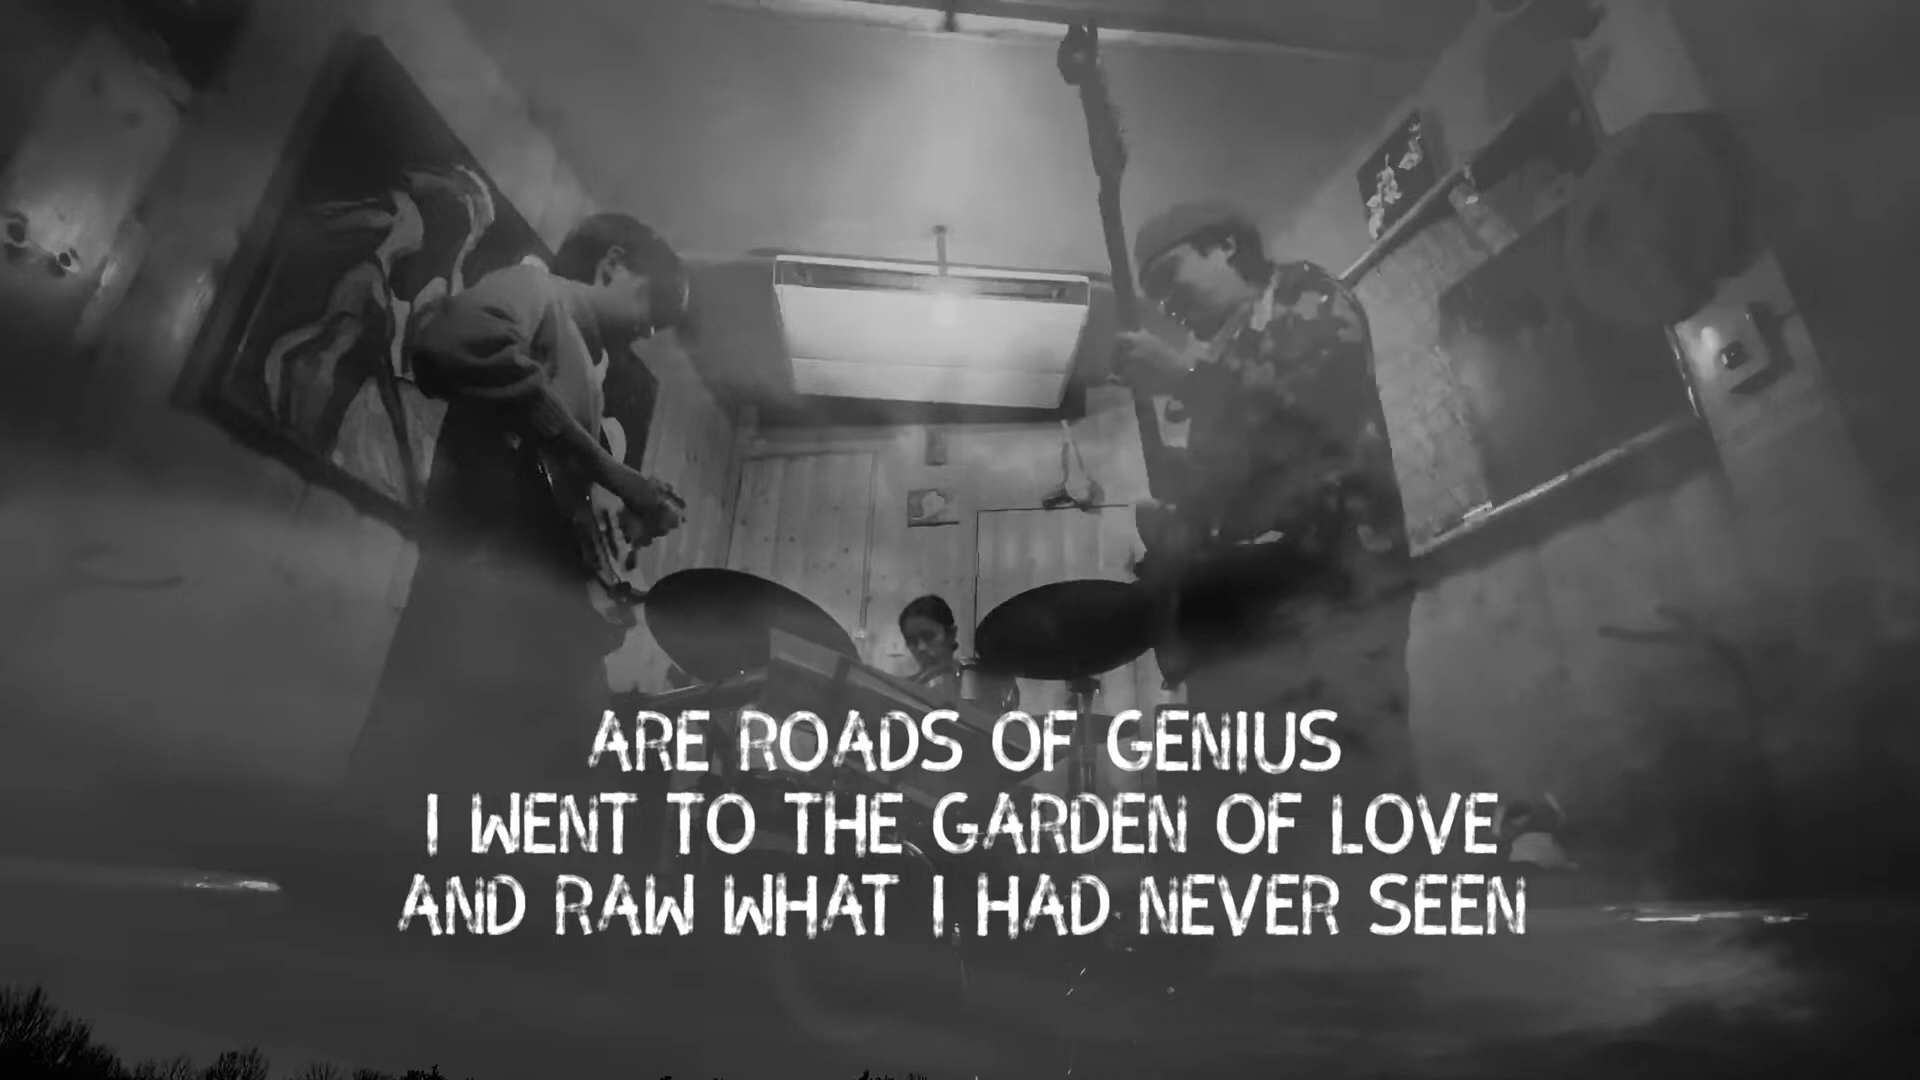 ARE ROADS OF GENIUS
I WENT TO THE GARDEN OF LOVE
AND RAW WHAT I HAD NEVER SEEN